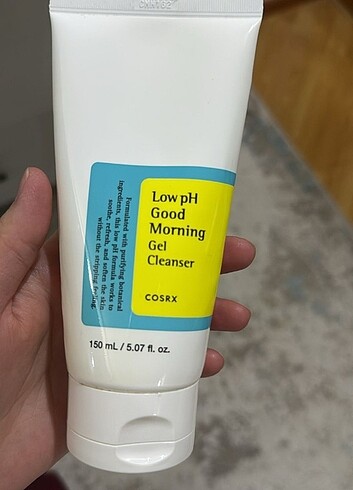 Low pH
Good
Morning
Gel
Cleanser
COSRX
Formulated with purifying botanical
ingredients, this low pH formula works to
soothe, refresh, and soften the skin
without the stripping feeling.
150 mL / 5.07 fl. oz.